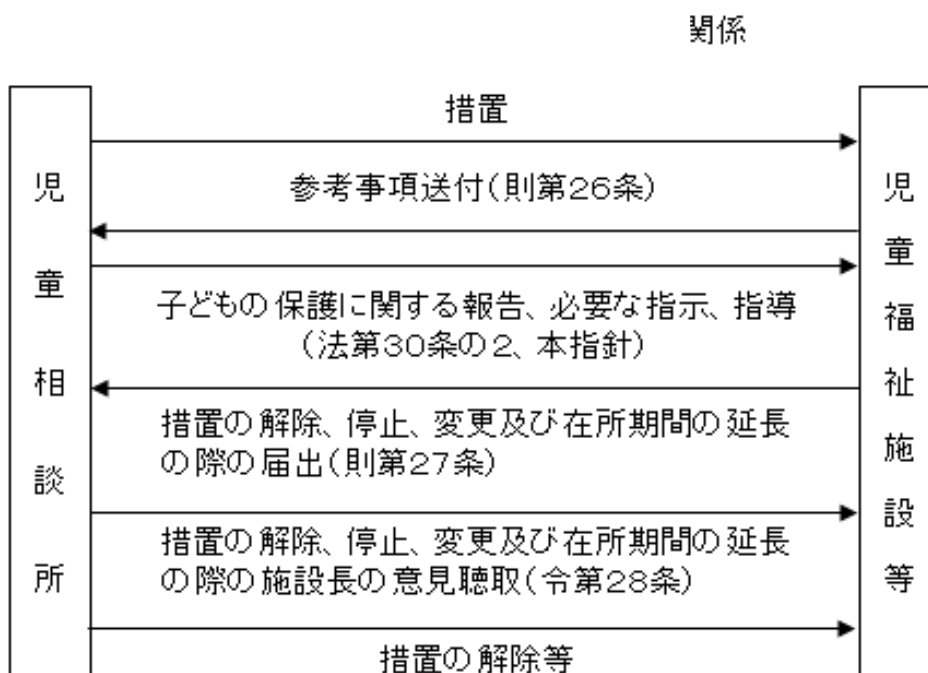 関係
児童相談所
措置
参考事項送付(則第26条)
子どもの保護に関する報告、必要な指示、指導
(法第30条の2、本指針)
措置の解除、停止、変更及び在所期間の延長
の際の届出(則第27条)
措置の解除、停止、変更及び在所期間の延長
の際の施設長の意見聴取(令第28条)
措置の解除等
児童福祉施設等